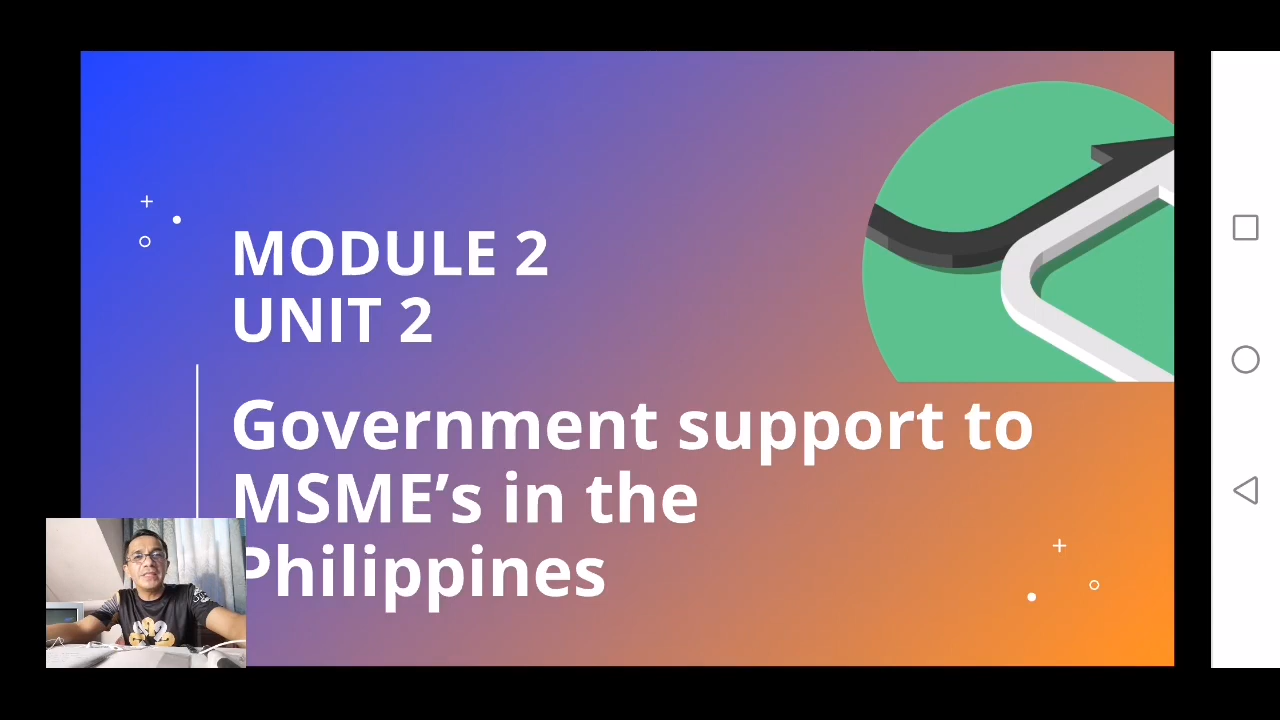 MODULE 2
UNIT 2
Government support to
MSME’s in the
Philippines